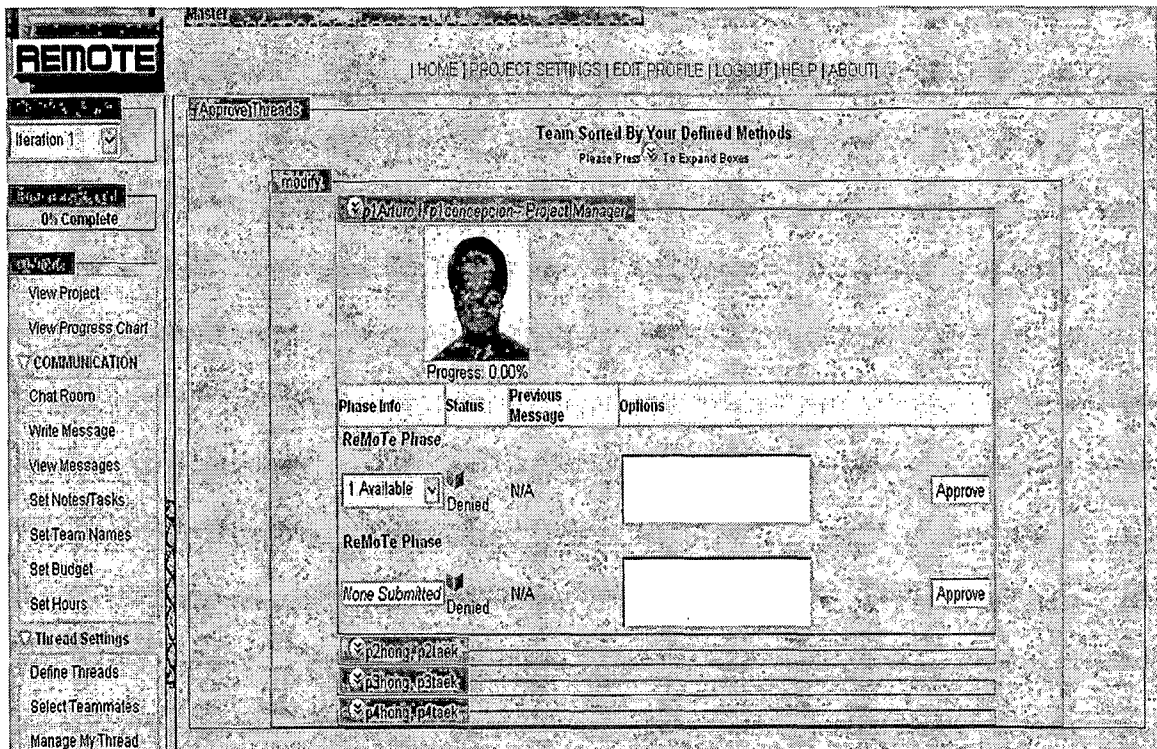 Master
REMOTE
| HOME | PROJECT SETTINGS | EDIT PROFILE | LOGOUT | HELP | ABOUT |
Iteration 1
0% Complete
View Project
View Progress Chart
COMMUNICATION
Chat Room
Write Message
View Messages
Set Notes/Tasks
Set Team Names
Set Budget
Set Hours
Thread Settings
Define Threads
Select Teammates
Manage My Thread
Approve Threads
Team Sorted By Your Defined Methods
Please Press To Expand Boxes
modify
Project Manager
Progress: 0.00%
Phase Info Status Previous Message Options
ReMoTe Phase
1 Available Denied N/A Approve
ReMoTe Phase
None Submitted Denied N/A Approve
p2hong, p2taek
p3hong, p3taek
p4hong, p4taek